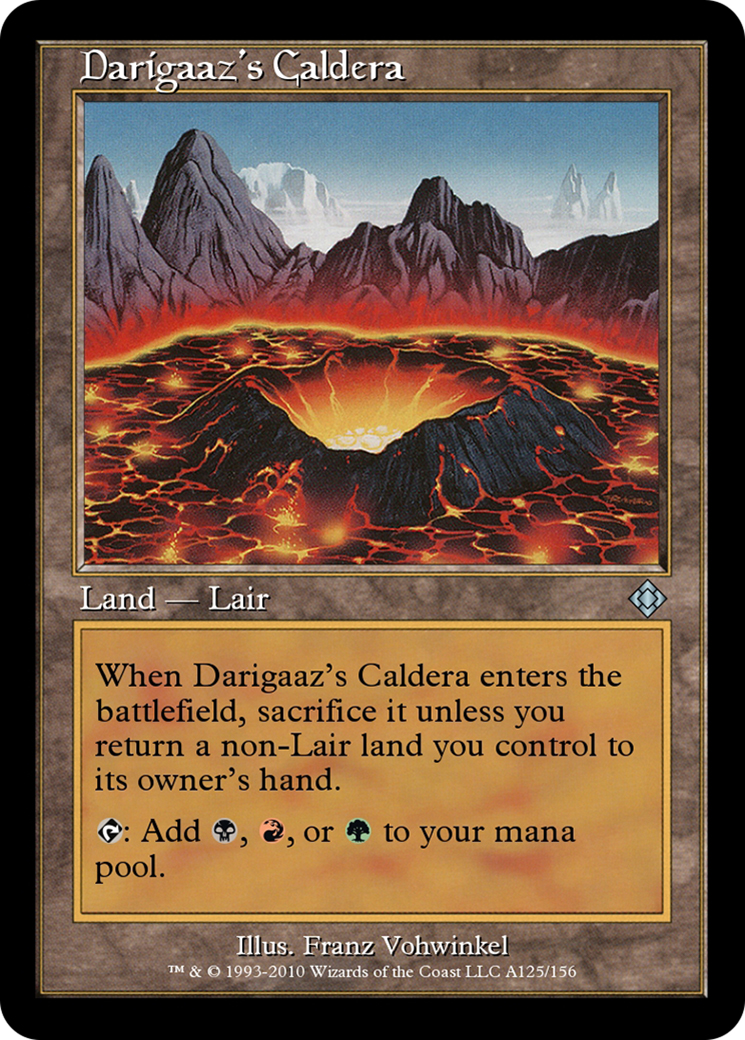 Darigaaz's Caldera
Land — Lair
When Darigaaz's Caldera enters the
battlefield, sacrifice it unless you
return a non-Lair land you control to
its owner's hand.
: Add , , or to your mana
pool.
Illus. Franz Vohwinkel
™ & © 1993-2010 Wizards of the Coast LLC A125/156